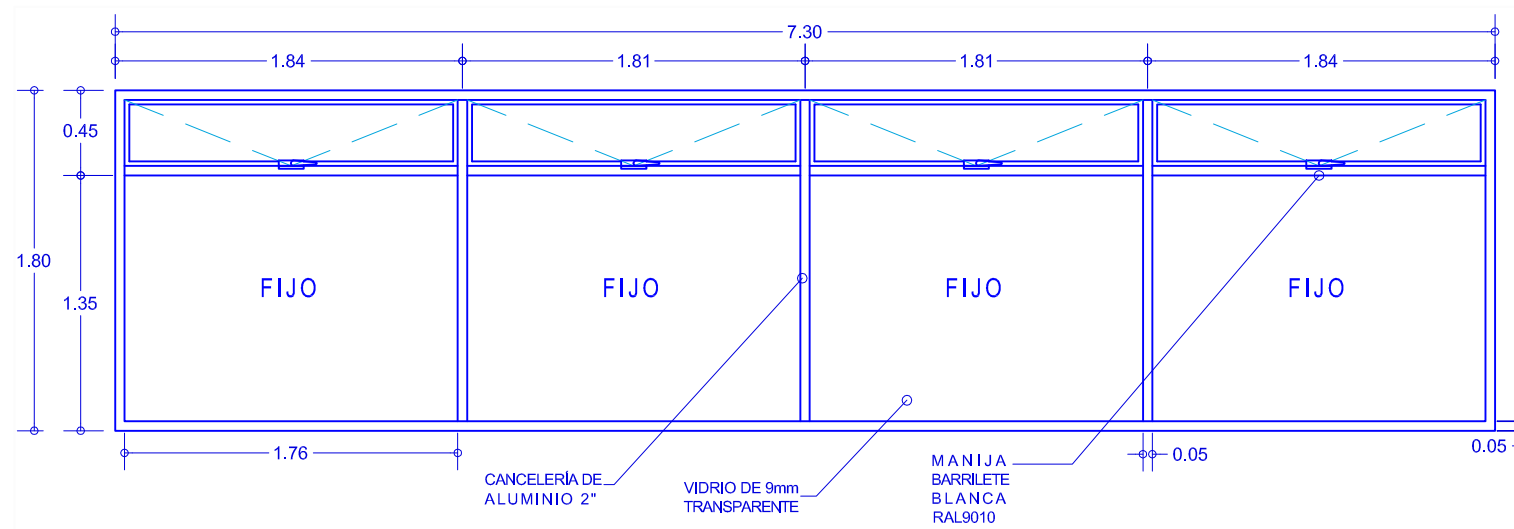 7.30
1.84
1.81
1.81
1.84
0.45
1.80
1.35
FIJO
FIJO
FIJO
FIJO
1.76
0.05
0.05
CANCELERÍA DE
ALUMINIO 2"
VIDRIO DE 9mm
TRANSPARENTE
MANIJA
BARRILETE
BLANCA
RAL9010